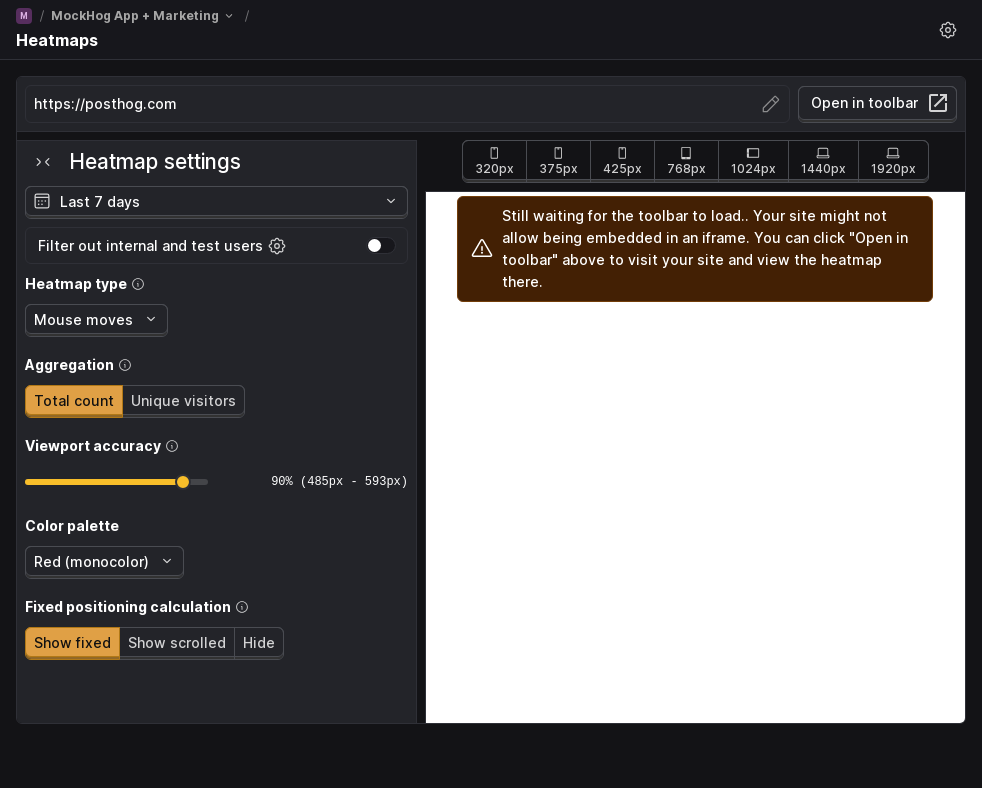 M / MockHog App + Marketing /
Heatmaps
https://posthog.com
Open in toolbar
Heatmap settings
Last 7 days
Filter out internal and test users
Heatmap type
Mouse moves
Aggregation
Total count Unique visitors
Viewport accuracy
90% (485px - 593px)
Color palette
Red (monocolor)
Fixed positioning calculation
Show fixed Show scrolled Hide
320px 375px 425px 768px 1024px 1440px 1920px
Still waiting for the toolbar to load.. Your site might not
allow being embedded in an iframe. You can click "Open in
toolbar" above to visit your site and view the heatmap
there.